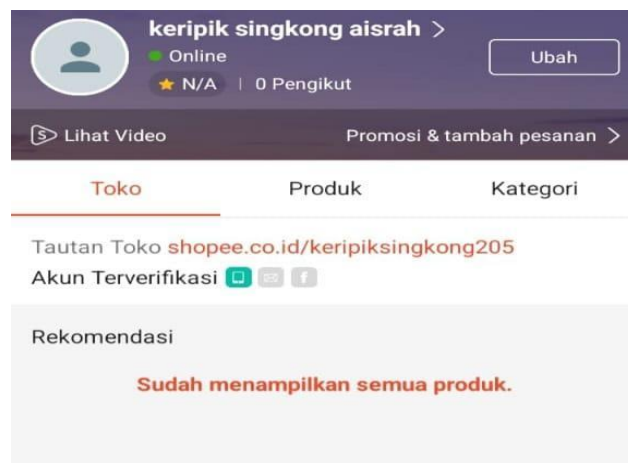 keripik singkong aisrah >
Online
Ubah
N/A | 0 Pengikut
Lihat Video
Promosi & tambah pesanan >
Toko Produk Kategori
Tautan Toko shopee.co.id/keripiksingkong205
Akun Terverifikasi
Rekomendasi
Sudah menampilkan semua produk.